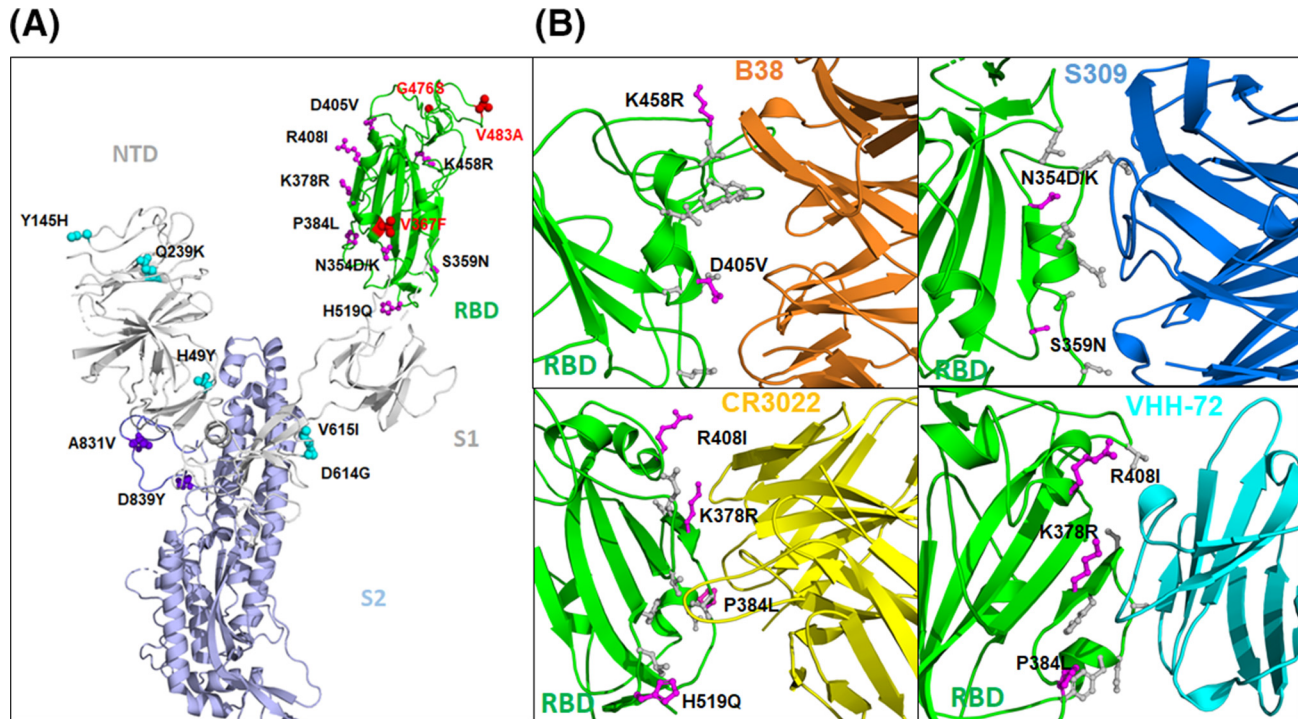 (A)
(B)
NTD
D405V
G476S
V483A
R408I
K458R
K378R
P384L
V367F
N354D/K
S359N
H519Q
RBD
Y145H
Q239K
H49Y
A831V
V615I
S1
D614G
D839Y
S2
B38
K458R
D405V
RBD
S309
N354D/K
S359N
RBD
CR3022
R408I
K378R
P384L
RBD
H519Q
VHH-72
R408I
K378R
P384L
RBD